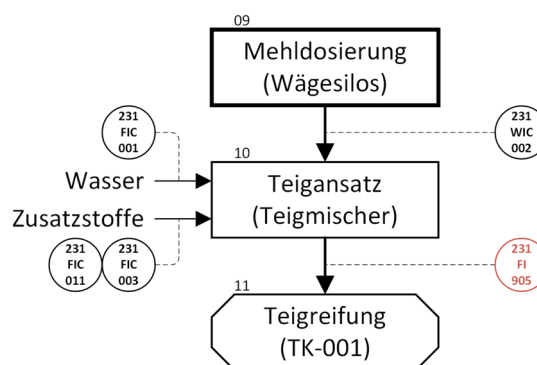 09
Mehldosierung
(Wägesilos)
231
FIC
001
231
WIC
002
10
Wasser
Teigansatz
(Teigmischer)
Zusatzstoffe
231
FIC
011
231
FIC
003
231
FI
905
11
Teigreifung
(TK-001)